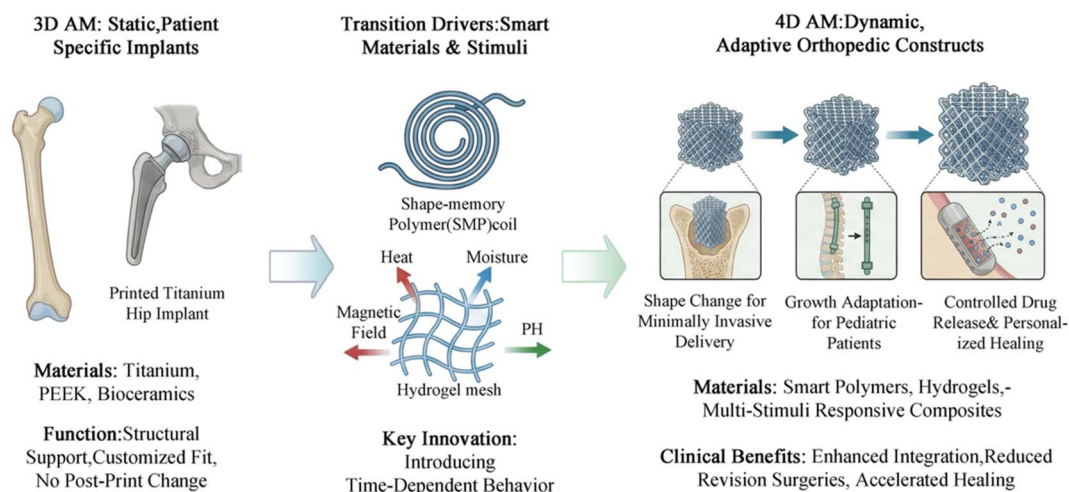 3D AM: Static,Patient
Specific Implants
Printed Titanium
Hip Implant
Materials: Titanium,
PEEK, Bioceramics
Function:Structural
Support,Customized Fit,
No Post-Print Change
Transition Drivers:Smart
Materials & Stimuli
Shape-memory
Polymer(SMP)coil
Heat
Moisture
Magnetic
Field
PH
Hydrogel mesh
Key Innovation:
Introducing
Time-Dependent Behavior
4D AM:Dynamic,
Adaptive Orthopedic Constructs
Shape Change for
Minimally Invasive
Delivery
Growth Adaptation-
for Pediatric
Patients
Controlled Drug
Release& Personal-
ized Healing
Materials: Smart Polymers, Hydrogels,-
Multi-Stimuli Responsive Composites
Clinical Benefits: Enhanced Integration,Reduced
Revision Surgeries, Accelerated Healing